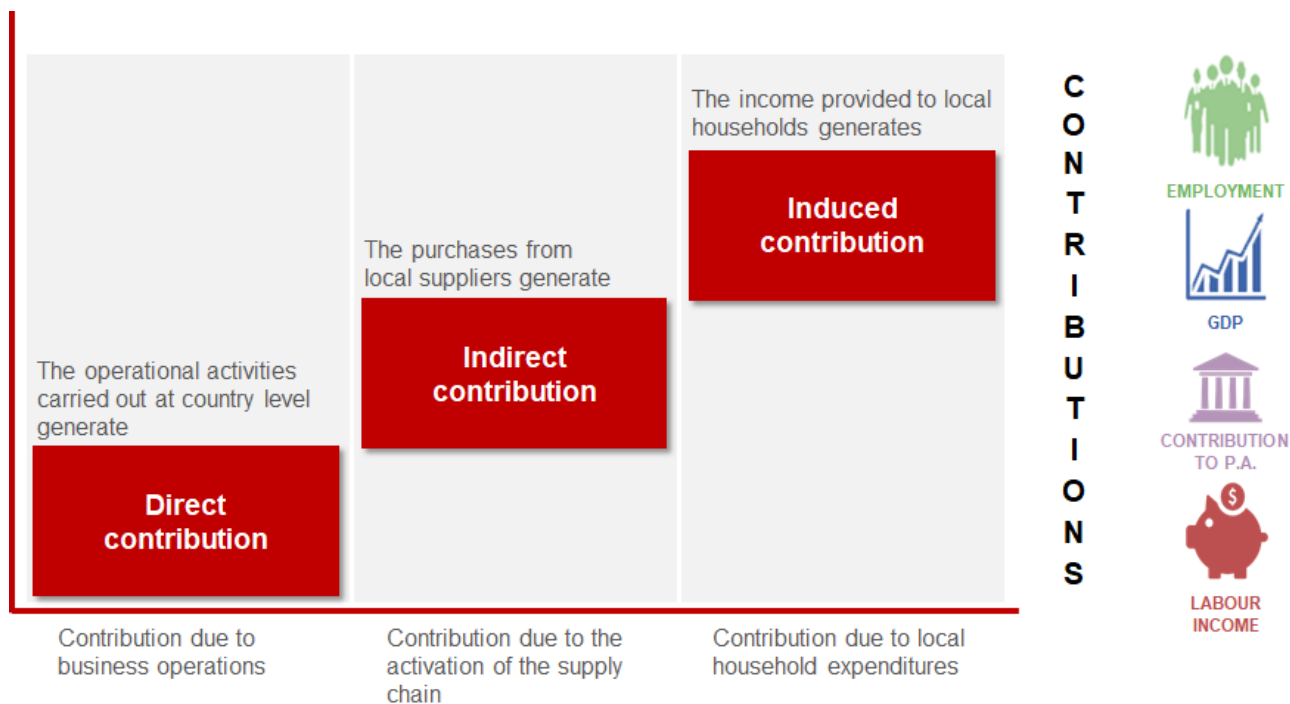 The operational activities
carried out at country level
generate
Direct
contribution
Contribution due to
business operations
The purchases from
local suppliers generate
Indirect
contribution
Contribution due to the
activation of the supply
chain
The income provided to local
households generates
Induced
contribution
Contribution due to local
household expenditures
C
O
N
T
R
I
B
U
T
I
O
N
S
EMPLOYMENT
GDP
CONTRIBUTION
TO P.A.
$
LABOUR
INCOME